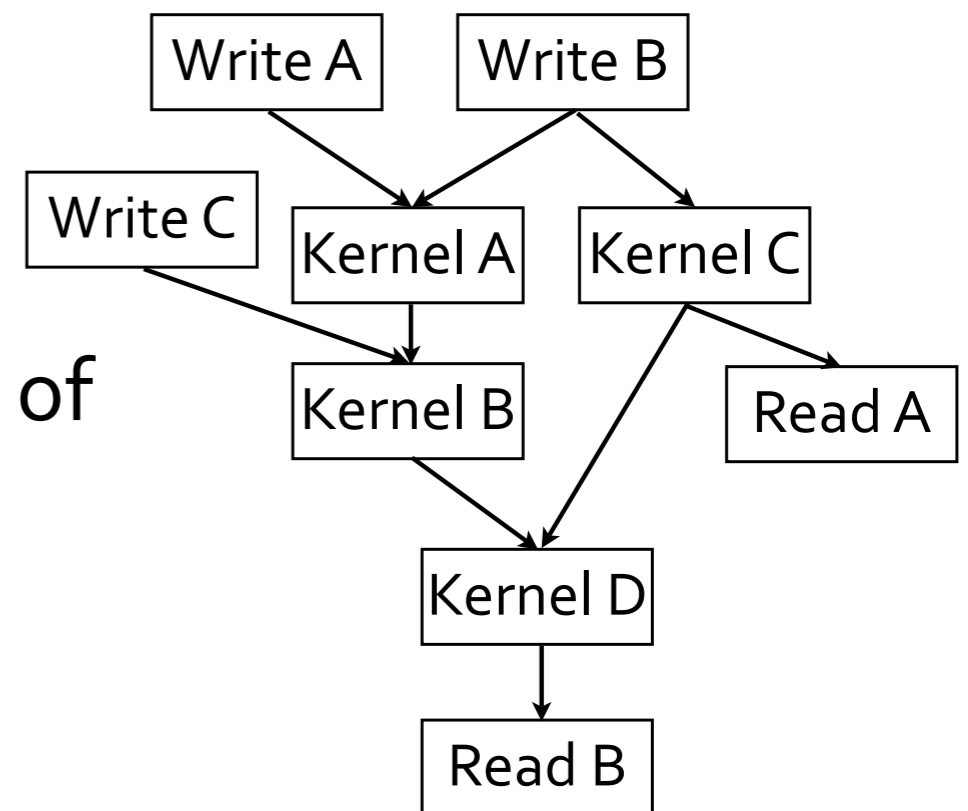 Write A
Write B
Write C
Kernel A
Kernel C
of
Kernel B
Read A
Kernel D
Read B